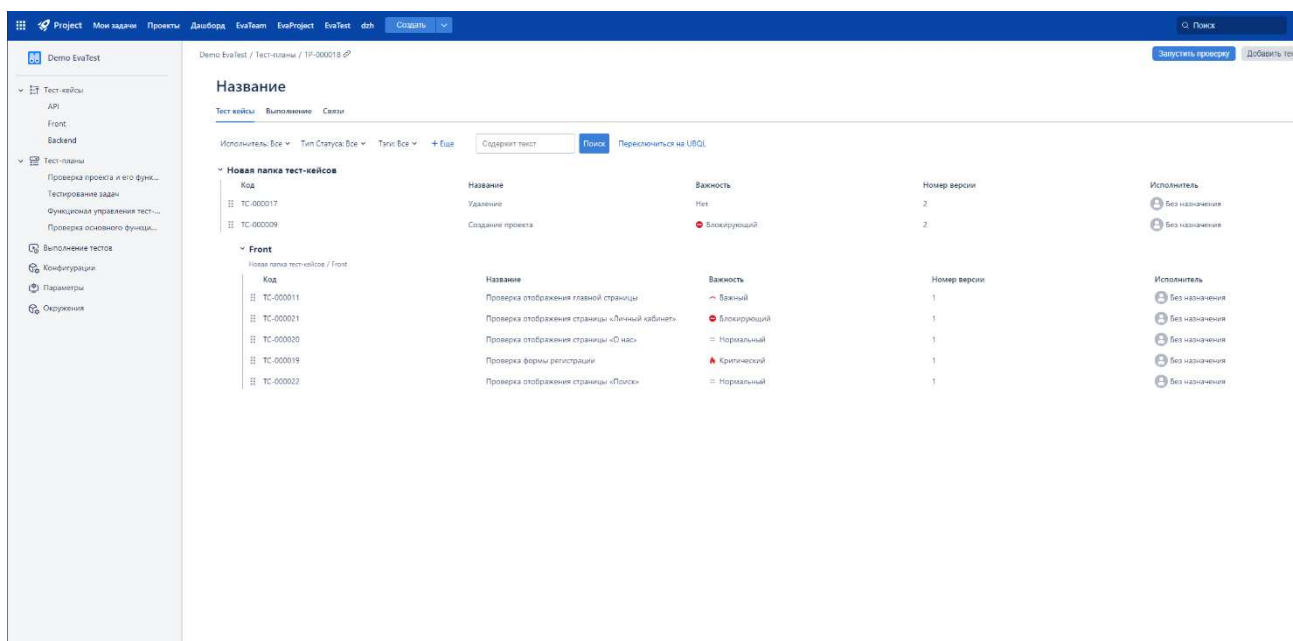 Project Мои задачи Проекты Дашборд EvaTeam EvaProject EvaTest dzh Создать Поиск
Demo EvaTest
Demo EvaTest / Тест-планы / TP-000018
Запустить проверку Добавить тес
Название
Тест-кейсы
API
Front
Backend
Тест-планы
Проверка проекта и его функ...
Тестирование задач
Функционал управления тест-...
Проверка основного функци...
Выполнение тестов
Конфигурации
Параметры
Окружения
Тест кейсы Выполнение Связи
Исполнитель: Все Тип Статуса: Все Тэги: Все + Еще Содержит текст Поиск Переключиться на UBQL
Новая папка тест-кейсов
Код Название Важность Номер версии Исполнитель
TC-000017 Удаление Нет 2 Без назначения
TC-000009 Создание проекта Блокирующий 2 Без назначения
Front
Новая папка тест-кейсов / Front
Код Название Важность Номер версии Исполнитель
TC-000011 Проверка отображения главной страницы Важный 1 Без назначения
TC-000021 Проверка отображения страницы «Личный кабинет» Блокирующий 1 Без назначения
TC-000020 Проверка отображения страницы «О нас» Нормальный 1 Без назначения
TC-000019 Проверка формы регистрации Критический 1 Без назначения
TC-000022 Проверка отображения страницы «Поиск» Нормальный 1 Без назначения